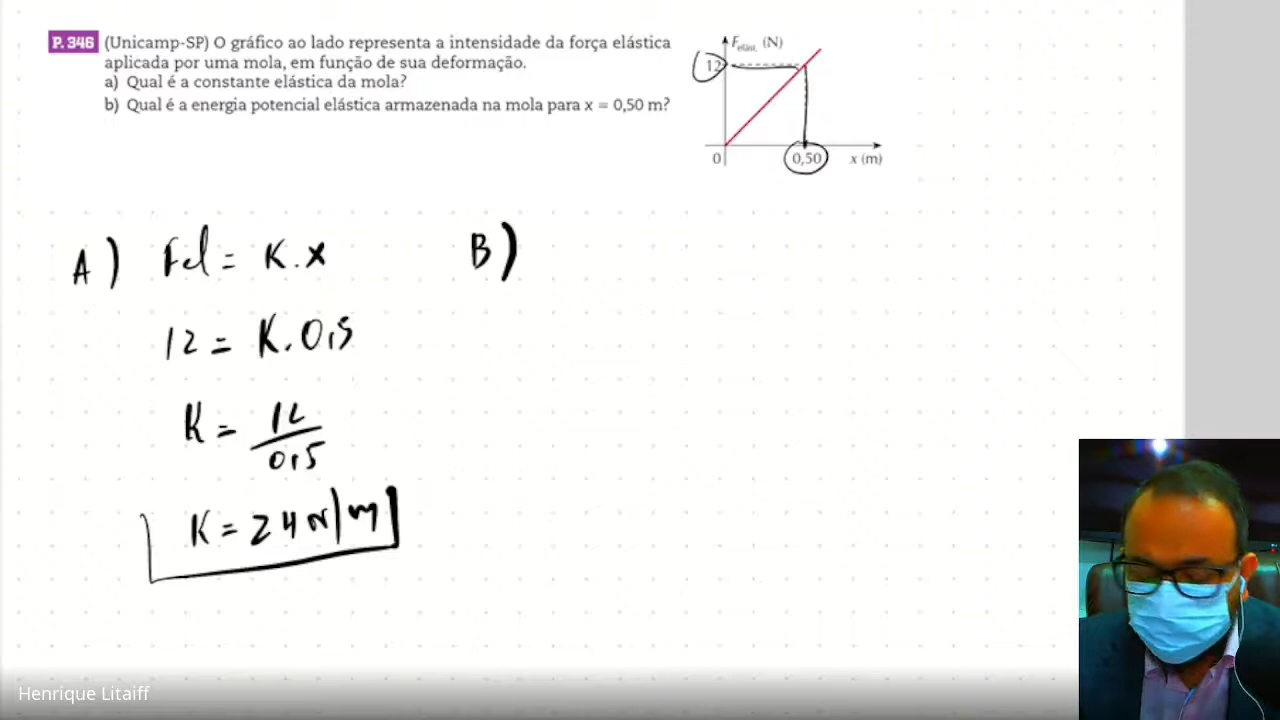 P. 346 (Unicamp-SP) O gráfico ao lado representa a intensidade da força elástica
aplicada por uma mola, em função de sua deformação.
a) Qual é a constante elástica da mola?
b) Qual é a energia potencial elástica armazenada na mola para x = 0,50 m?
Felást. (N)
12
0
0,50
x (m)
A) Fel = K.x
12 = K.0,5
K = 12
0,5
K = 24 N/m
B)
Henrique Litaiff